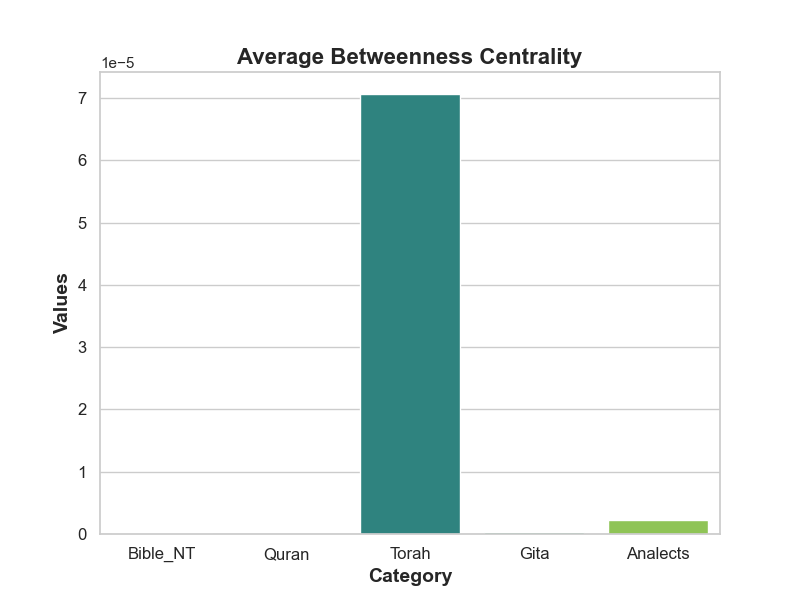 Average Betweenness Centrality
1e−5
7
6
5
4
3
2
1
0
Values
Bible_NT Quran Torah Gita Analects
Category